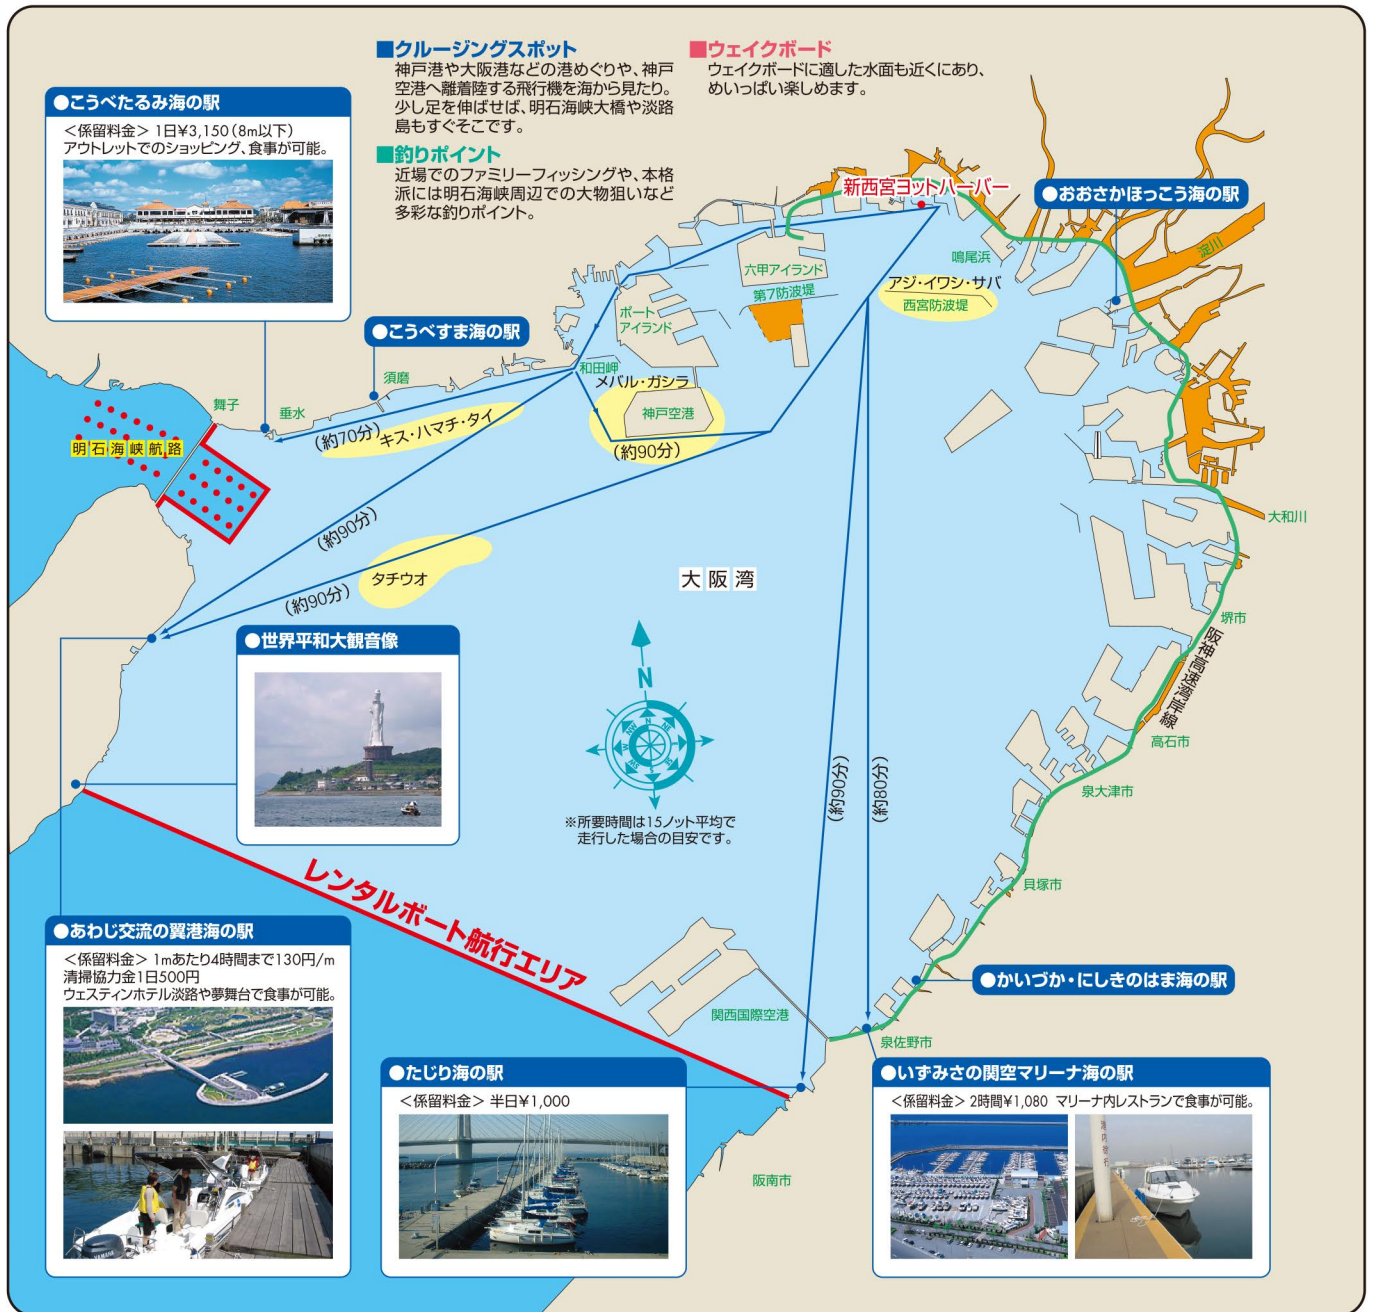 ■クルージングスポット
神戸港や大阪港などの港めぐりや、神戸
空港へ離着陸する飛行機を海から見たり。
少し足を伸ばせば、明石海峡大橋や淡路
島もすぐそこです。
■釣りポイント
近場でのファミリーフィッシングや、本格
派には明石海峡周辺での大物狙いなど
多彩な釣りポイント。
■ウェイクボード
ウェイクボードに適した水面も近くにあり、
めいっぱい楽しめます。
●こうべたるみ海の駅
＜係留料金＞ 1日¥3,150(8m以下)
アウトレットでのショッピング、食事が可能。
新西宮ヨットハーバー
●おおさかほっこう海の駅
淀川
鳴尾浜
六甲アイランド
第7防波堤
アジ・イワシ・サバ
西宮防波堤
ポート
アイランド
●こうべすま海の駅
和田岬
須磨
メバル・ガシラ
神戸空港
舞子
垂水
(約70分)
キス・ハマチ・タイ
(約90分)
明石海峡航路
大和川
(約90分)
タチウオ
(約90分)
大阪湾
堺市
阪神高速湾岸線
●世界平和大観音像
N
N
NE
E
SE
S
SW
W
NW
高石市
泉大津市
(約90分)
(約80分)
※所要時間は15ノット平均で
走行した場合の目安です。
貝塚市
レンタルボート航行エリア
●あわじ交流の翼港海の駅
＜係留料金＞ 1mあたり4時間まで130円/m
清掃協力金1日500円
ウェスティンホテル淡路や夢舞台で食事が可能。
YAMAHA
●かいづか・にしきのはま海の駅
関西国際空港
泉佐野市
●たじり海の駅
＜係留料金＞ 半日¥1,000
●いずみさの関空マリーナ海の駅
＜係留料金＞ 2時間¥1,080 マリーナ内レストランで食事が可能。
阪南市